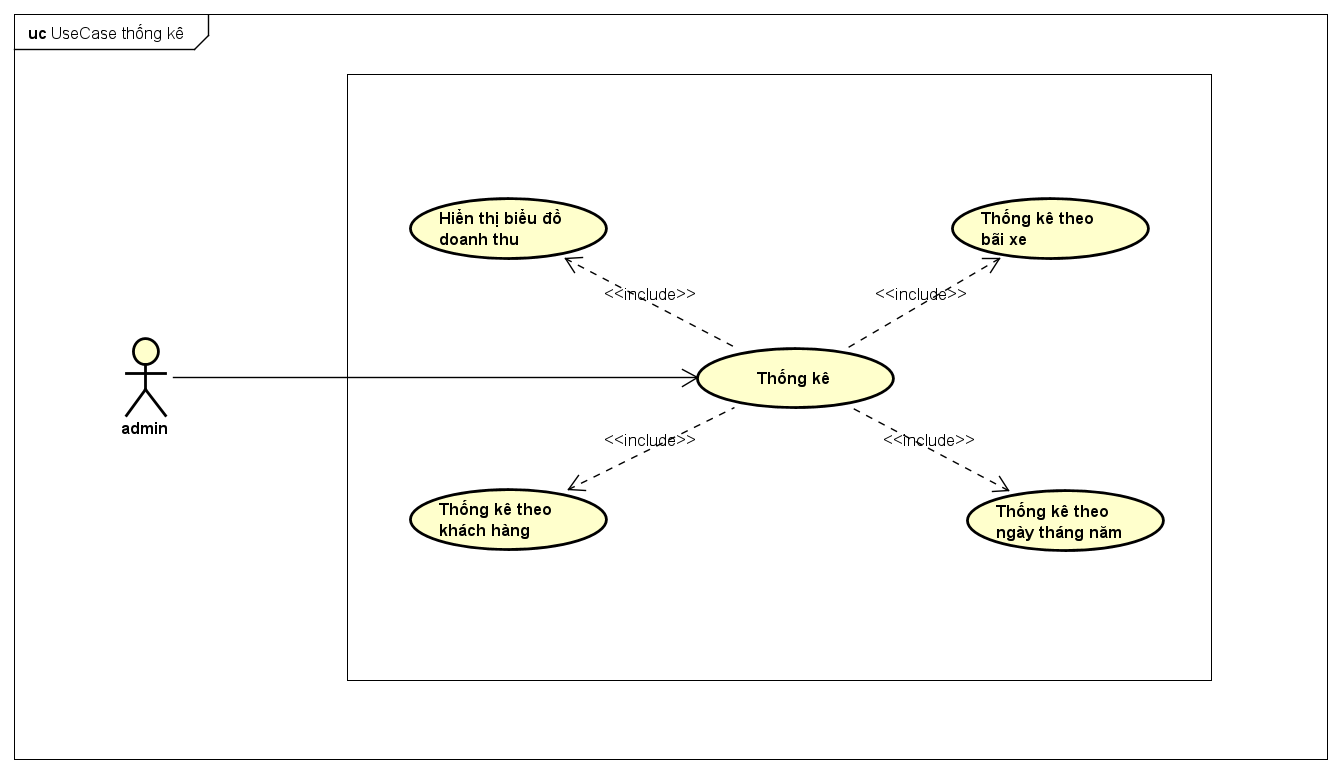 uc UseCase thống kê
Hiển thị biểu đồ
doanh thu
Thống kê theo
bãi xe
<<include>>
<<include>>
Thống kê
admin
<<include>>
<<include>>
Thống kê theo
khách hàng
Thống kê theo
ngày tháng năm